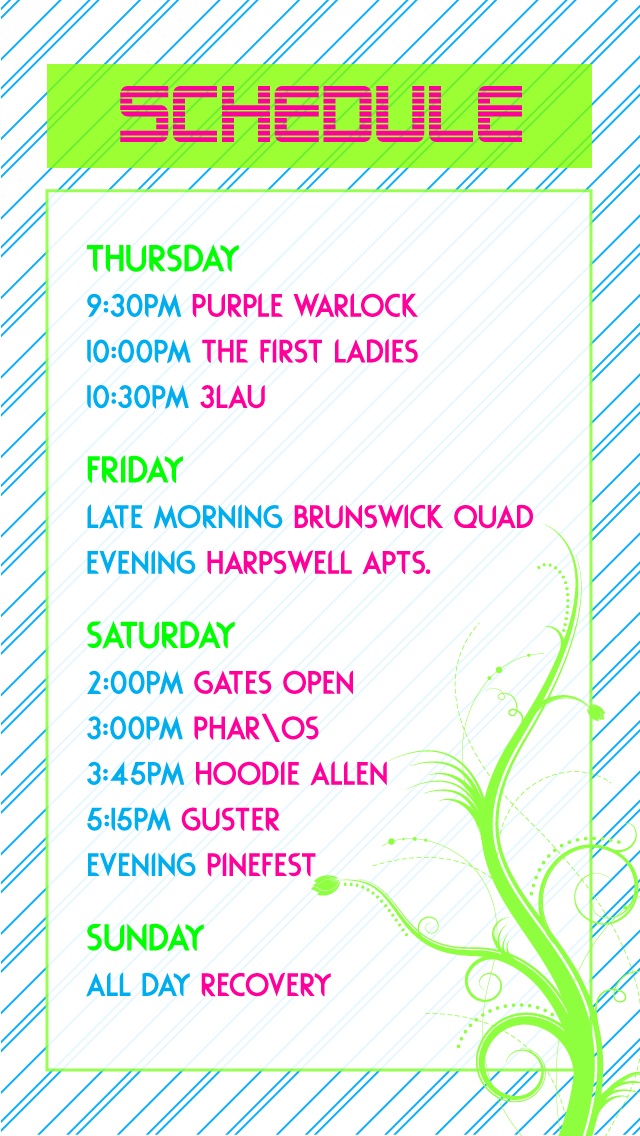 SCHEDULE
THURSDAY
9:30PM PURPLE WARLOCK
10:00PM THE FIRST LADIES
10:30PM 3LAU
FRIDAY
LATE MORNING BRUNSWICK QUAD
EVENING HARPSWELL APTS.
SATURDAY
2:00PM GATES OPEN
3:00PM PHAR\OS
3:45PM HOODIE ALLEN
5:15PM GUSTER
EVENING PINEFEST
SUNDAY
ALL DAY RECOVERY